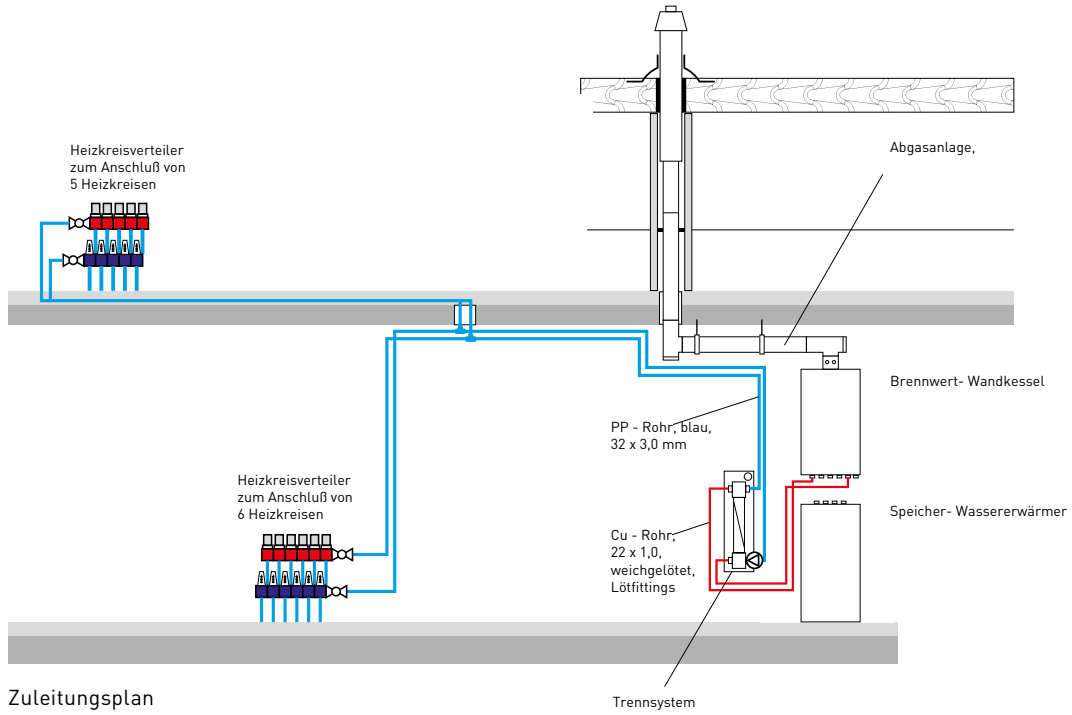 Heizkreisverteiler
zum Anschluß von
5 Heizkreisen
Abgasanlage,
Brennwert- Wandkessel
PP - Rohr, blau,
32 x 3,0 mm
Heizkreisverteiler
zum Anschluß von
6 Heizkreisen
Speicher- Wassererwärmer
Cu - Rohr,
22 x 1,0,
weichgelötet,
Lötfittings
Zuleitungsplan
Trennsystem